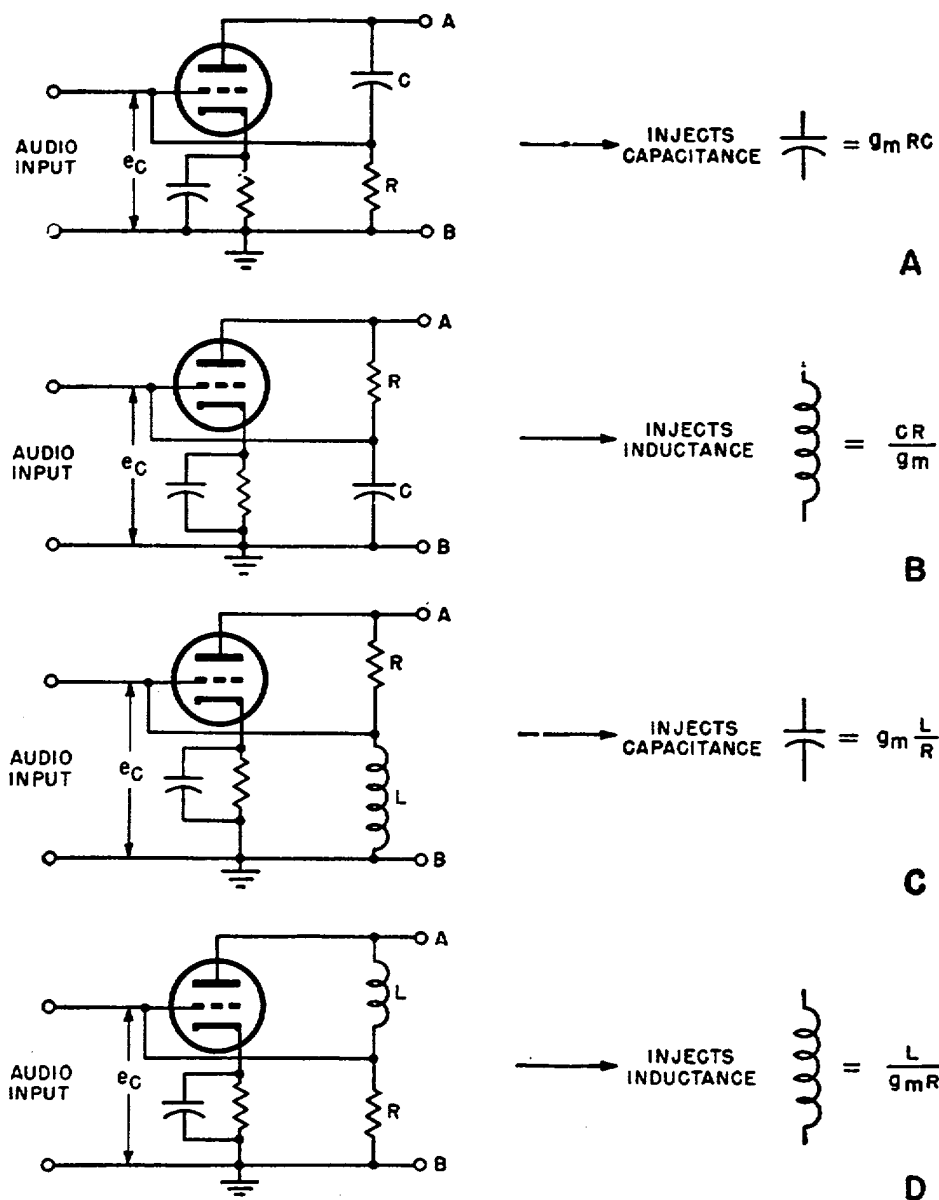 A
C
AUDIO
INPUT
eC
R
B
INJECTS
CAPACITANCE
= gm RC
A
A
R
AUDIO
INPUT
eC
C
B
INJECTS
INDUCTANCE
= CR
gm
B
A
R
AUDIO
INPUT
eC
L
B
INJECTS
CAPACITANCE
= gm L
R
C
A
L
AUDIO
INPUT
eC
R
B
INJECTS
INDUCTANCE
= L
gmR
D